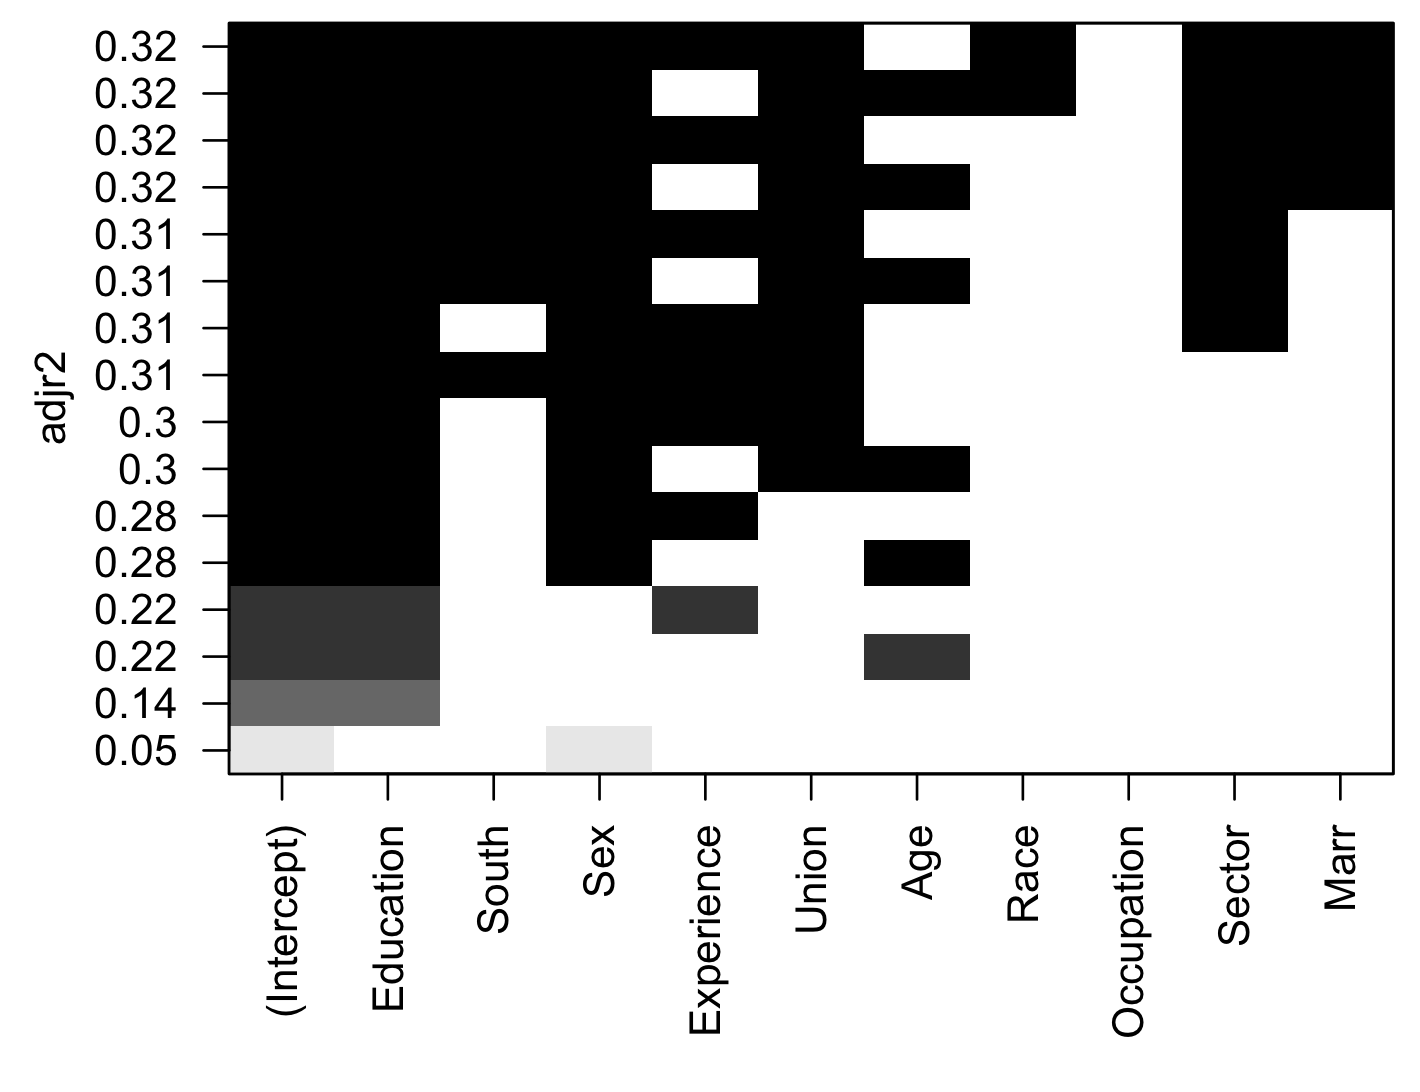 0.32
0.32
0.32
0.32
0.31
0.31
0.31
0.31
0.3
0.3
0.28
0.28
0.22
0.22
0.14
0.05
adjr2
(Intercept)
Education
South
Sex
Experience
Union
Age
Race
Occupation
Sector
Marr